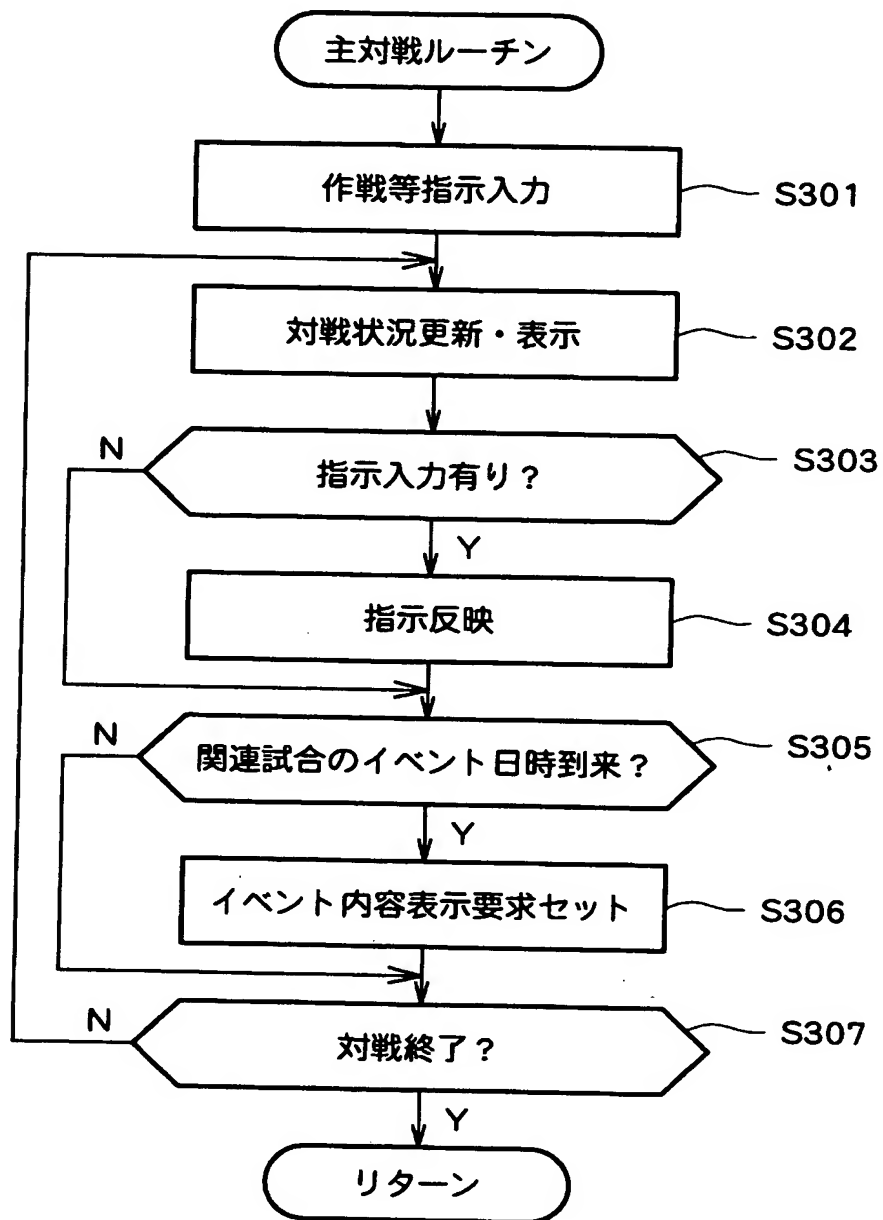 主対戦ルーチン
作戦等指示入力
S301
対戦状況更新・表示
S302
N
指示入力有り?
S303
Y
指示反映
S304
N
関連試合のイベント日時到来?
S305
Y
イベント内容表示要求セット
S306
N
対戦終了?
S307
Y
リターン